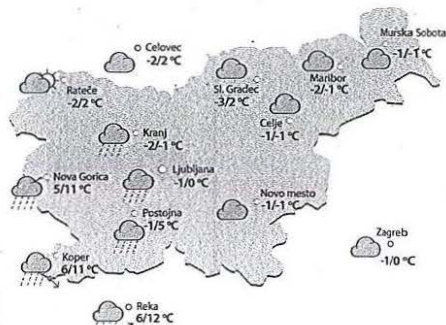 Murska Sobota
-1/-1 °C
Celovec
-2/2 °C
Maribor
-2/-1 °C
Sl. Gradec
-3/2 °C
Rateče
-2/2 °C
Celje
-1/-1 °C
Kranj
-2/-1 °C
Ljubljana
-1/0 °C
Nova Gorica
5/11 °C
Novo mesto
-1/-1 °C
Postojna
-1/5 °C
Zagreb
-1/0 °C
Koper
6/11 °C
Reka
6/12 °C